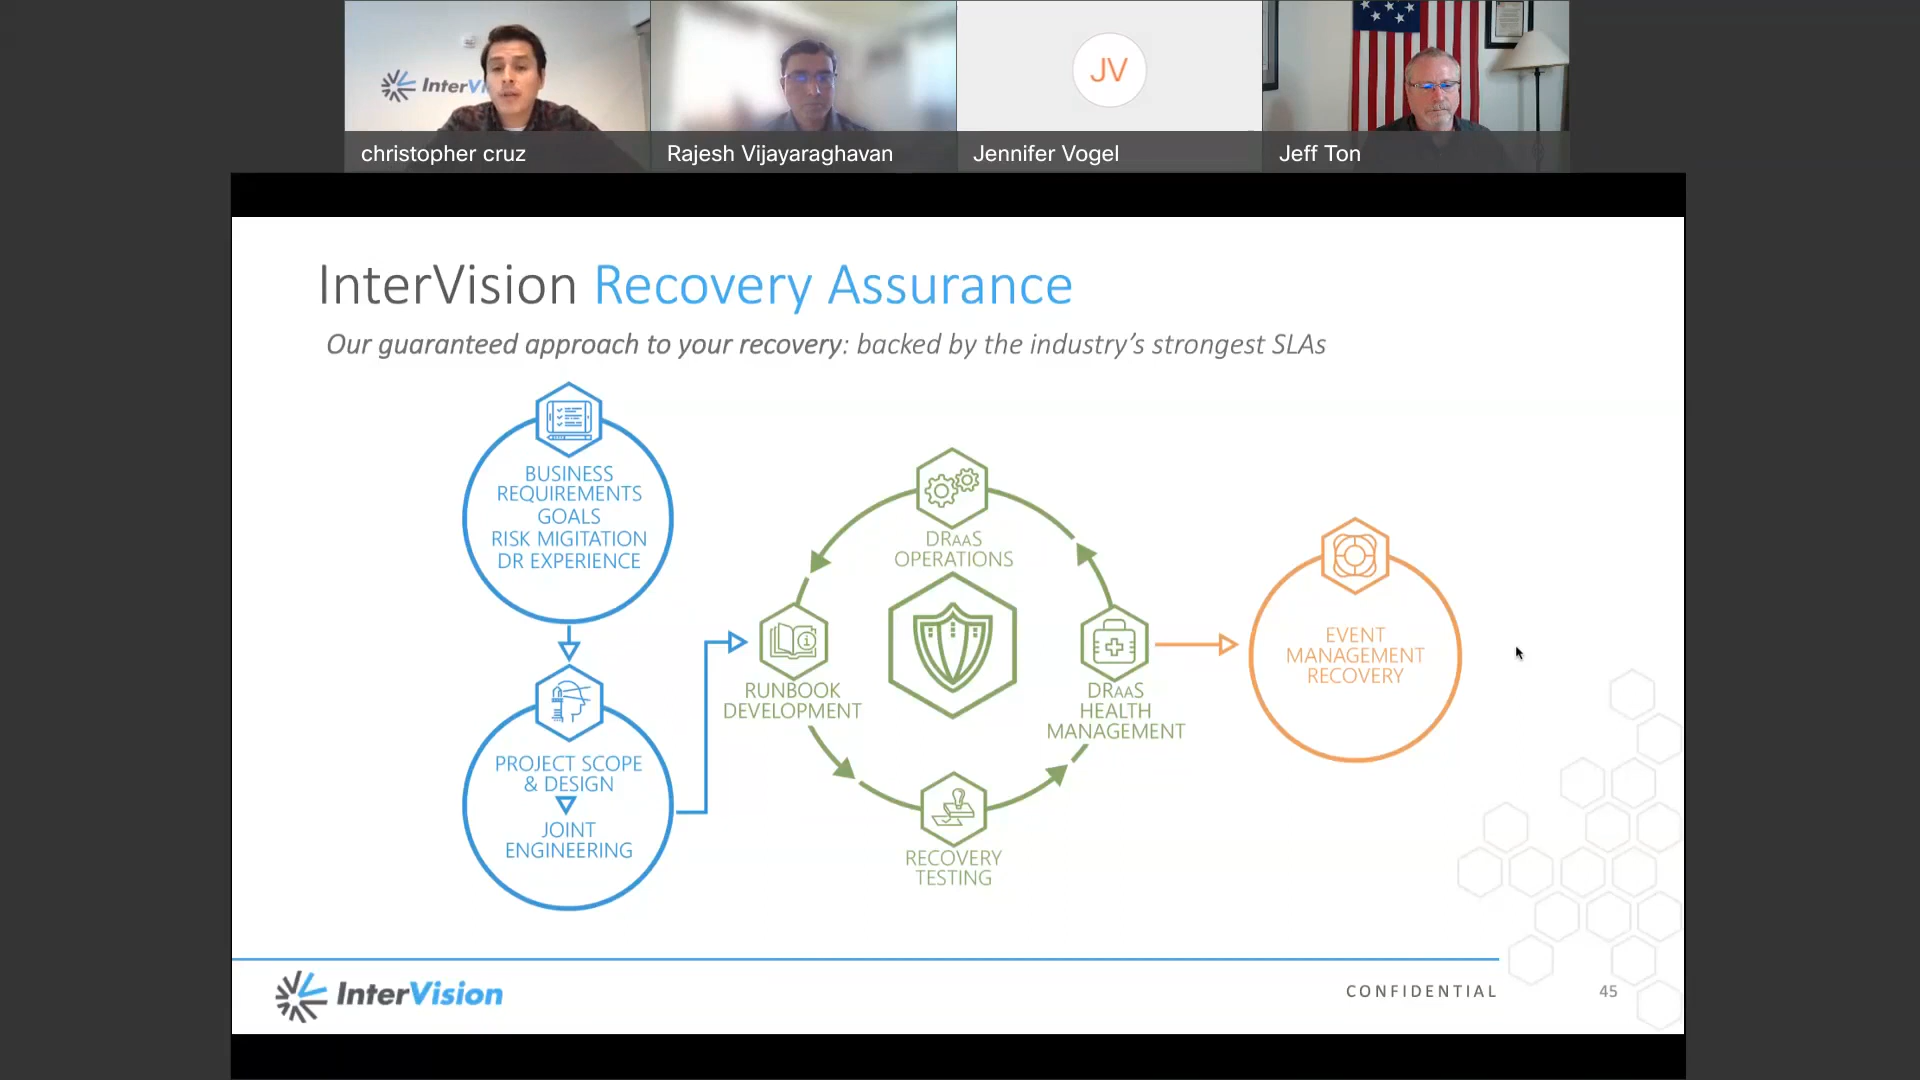 InterVi
JV
christopher cruz
Rajesh Vijayaraghavan
Jennifer Vogel
Jeff Ton
InterVision Recovery Assurance
Our guaranteed approach to your recovery: backed by the industry's strongest SLAs
BUSINESS
REQUIREMENTS
GOALS
RISK MIGITATION
DR EXPERIENCE
PROJECT SCOPE
& DESIGN
JOINT
ENGINEERING
DRaaS
OPERATIONS
RUNBOOK
DEVELOPMENT
DRaaS
HEALTH
MANAGEMENT
RECOVERY
TESTING
EVENT
MANAGEMENT
RECOVERY
InterVision
CONFIDENTIAL
45